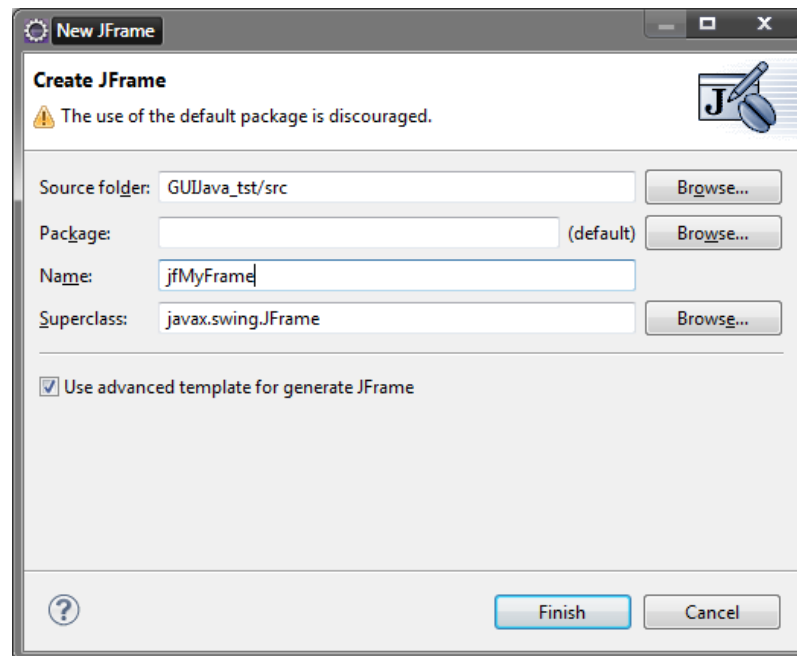 New JFrame
Create JFrame
The use of the default package is discouraged.
J
Source folder: GUIJava_tst/src Browse...
Package: (default) Browse...
Name: jfMyFrame
Superclass: javax.swing.JFrame Browse...
Use advanced template for generate JFrame
? Finish Cancel